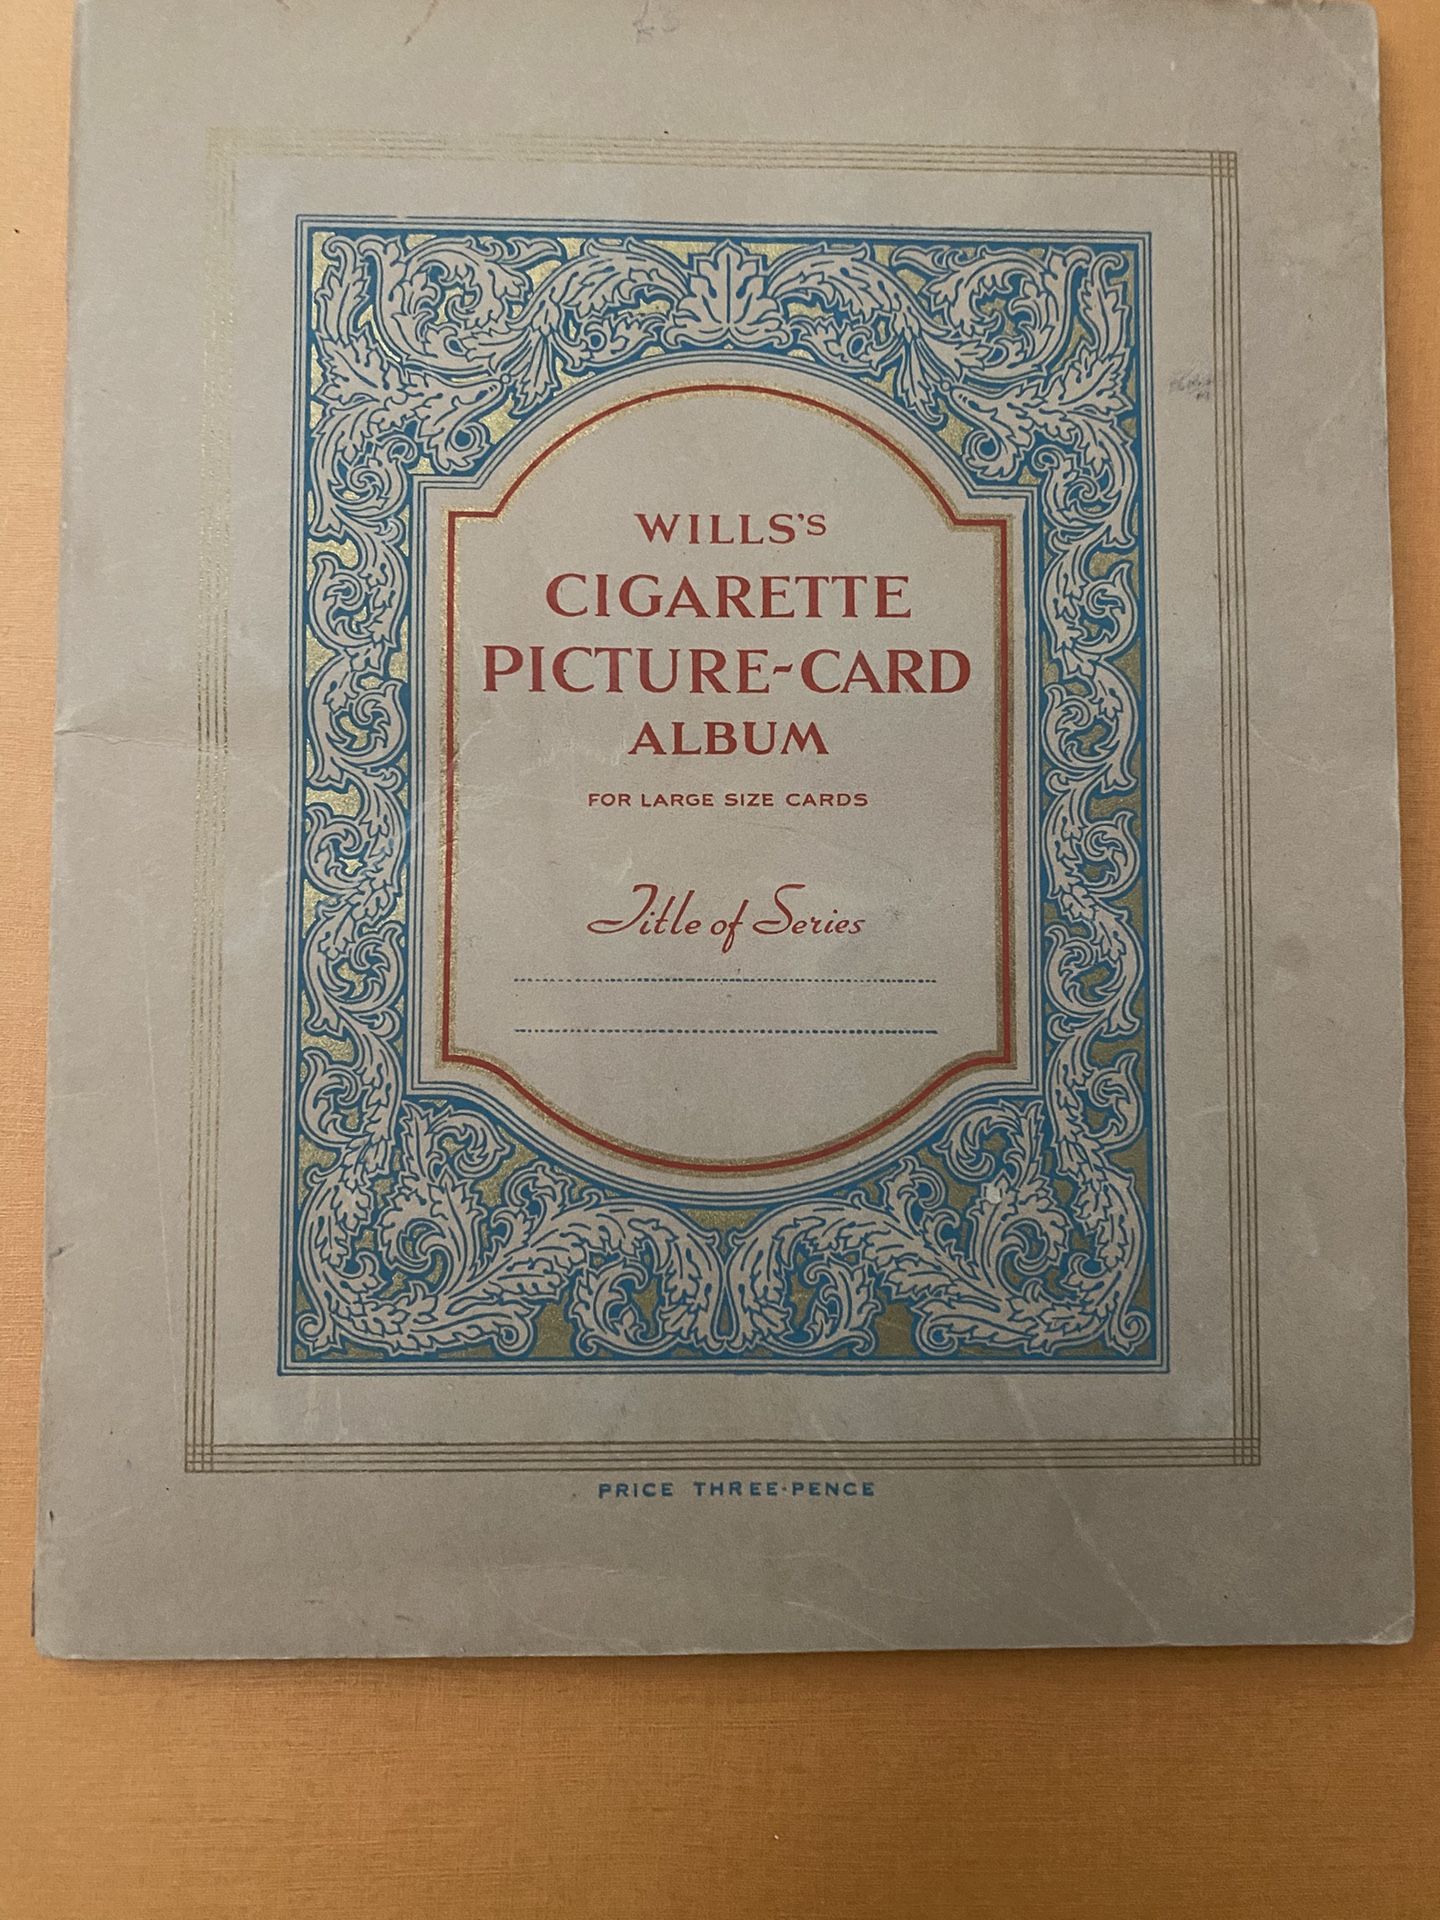 WILLS'S
CIGARETTE
PICTURE-CARD
ALBUM
FOR LARGE SIZE CARDS
Title of Series
PRICE THREE-PENCE